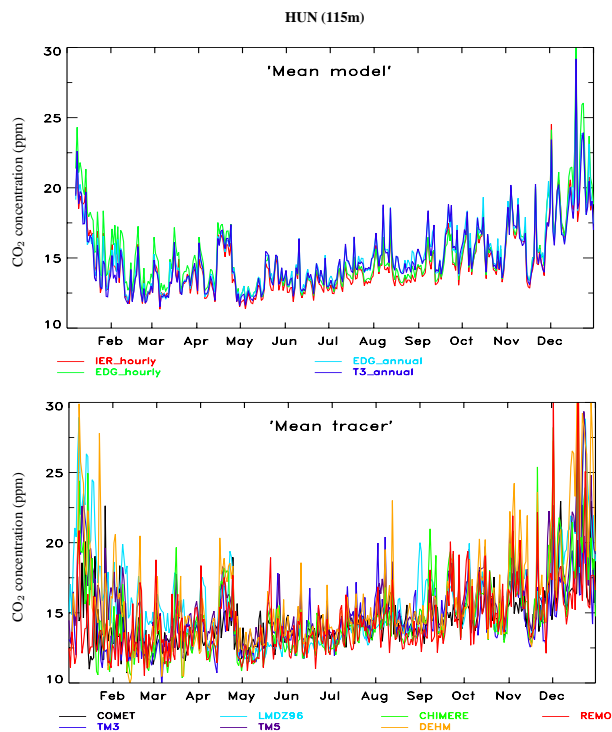 HUN (115m)
30
25
20
15
10
CO₂ concentration (ppm)
'Mean model'
Feb Mar Apr May Jun Jul Aug Sep Oct Nov Dec
IER_hourly EDG_annual
EDG_hourly T3_annual
30
25
20
15
10
CO₂ concentration (ppm)
'Mean tracer'
Feb Mar Apr May Jun Jul Aug Sep Oct Nov Dec
COMET LMDZ96 CHIMERE REMO
TM3 TM5 DEHM